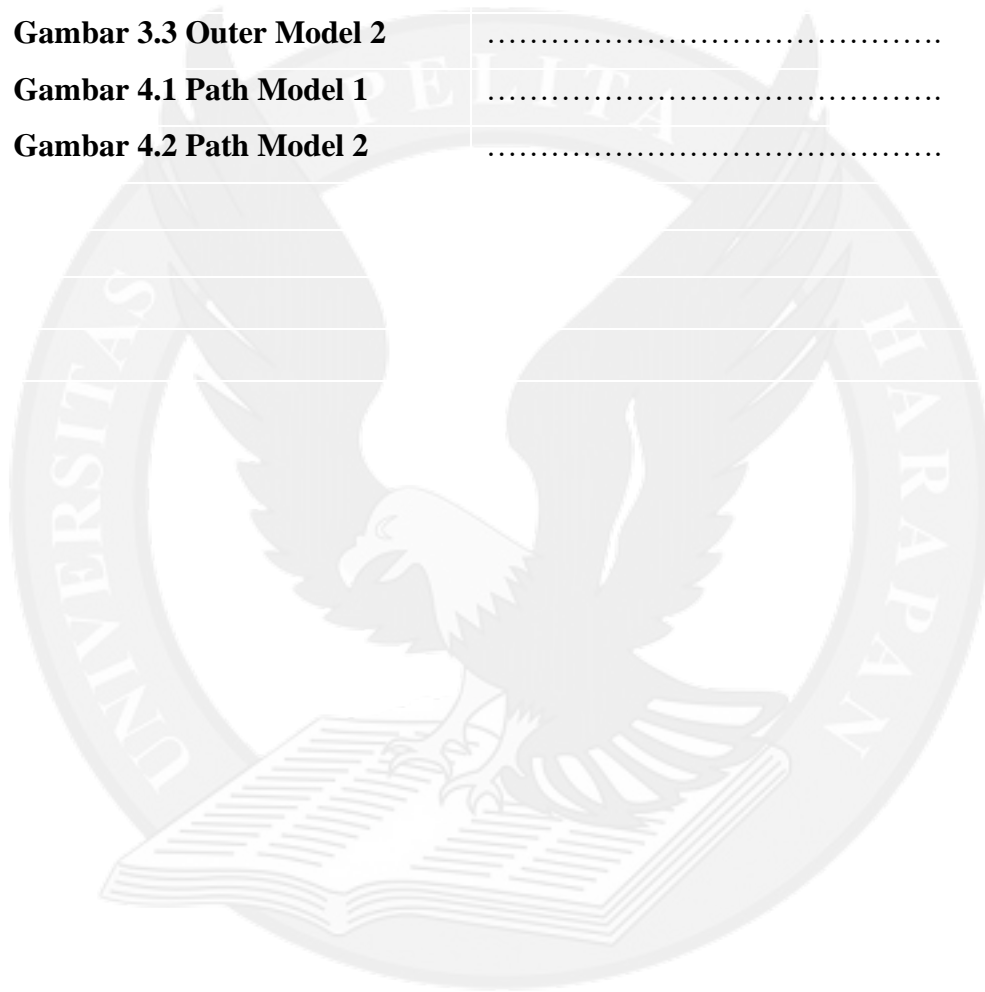 Gambar 3.3 Outer Model 2 …………………………………….
Gambar 4.1 Path Model 1 …………………………………….
Gambar 4.2 Path Model 2 …………………………………….
UNIVERSITAS PELITA HARAPAN